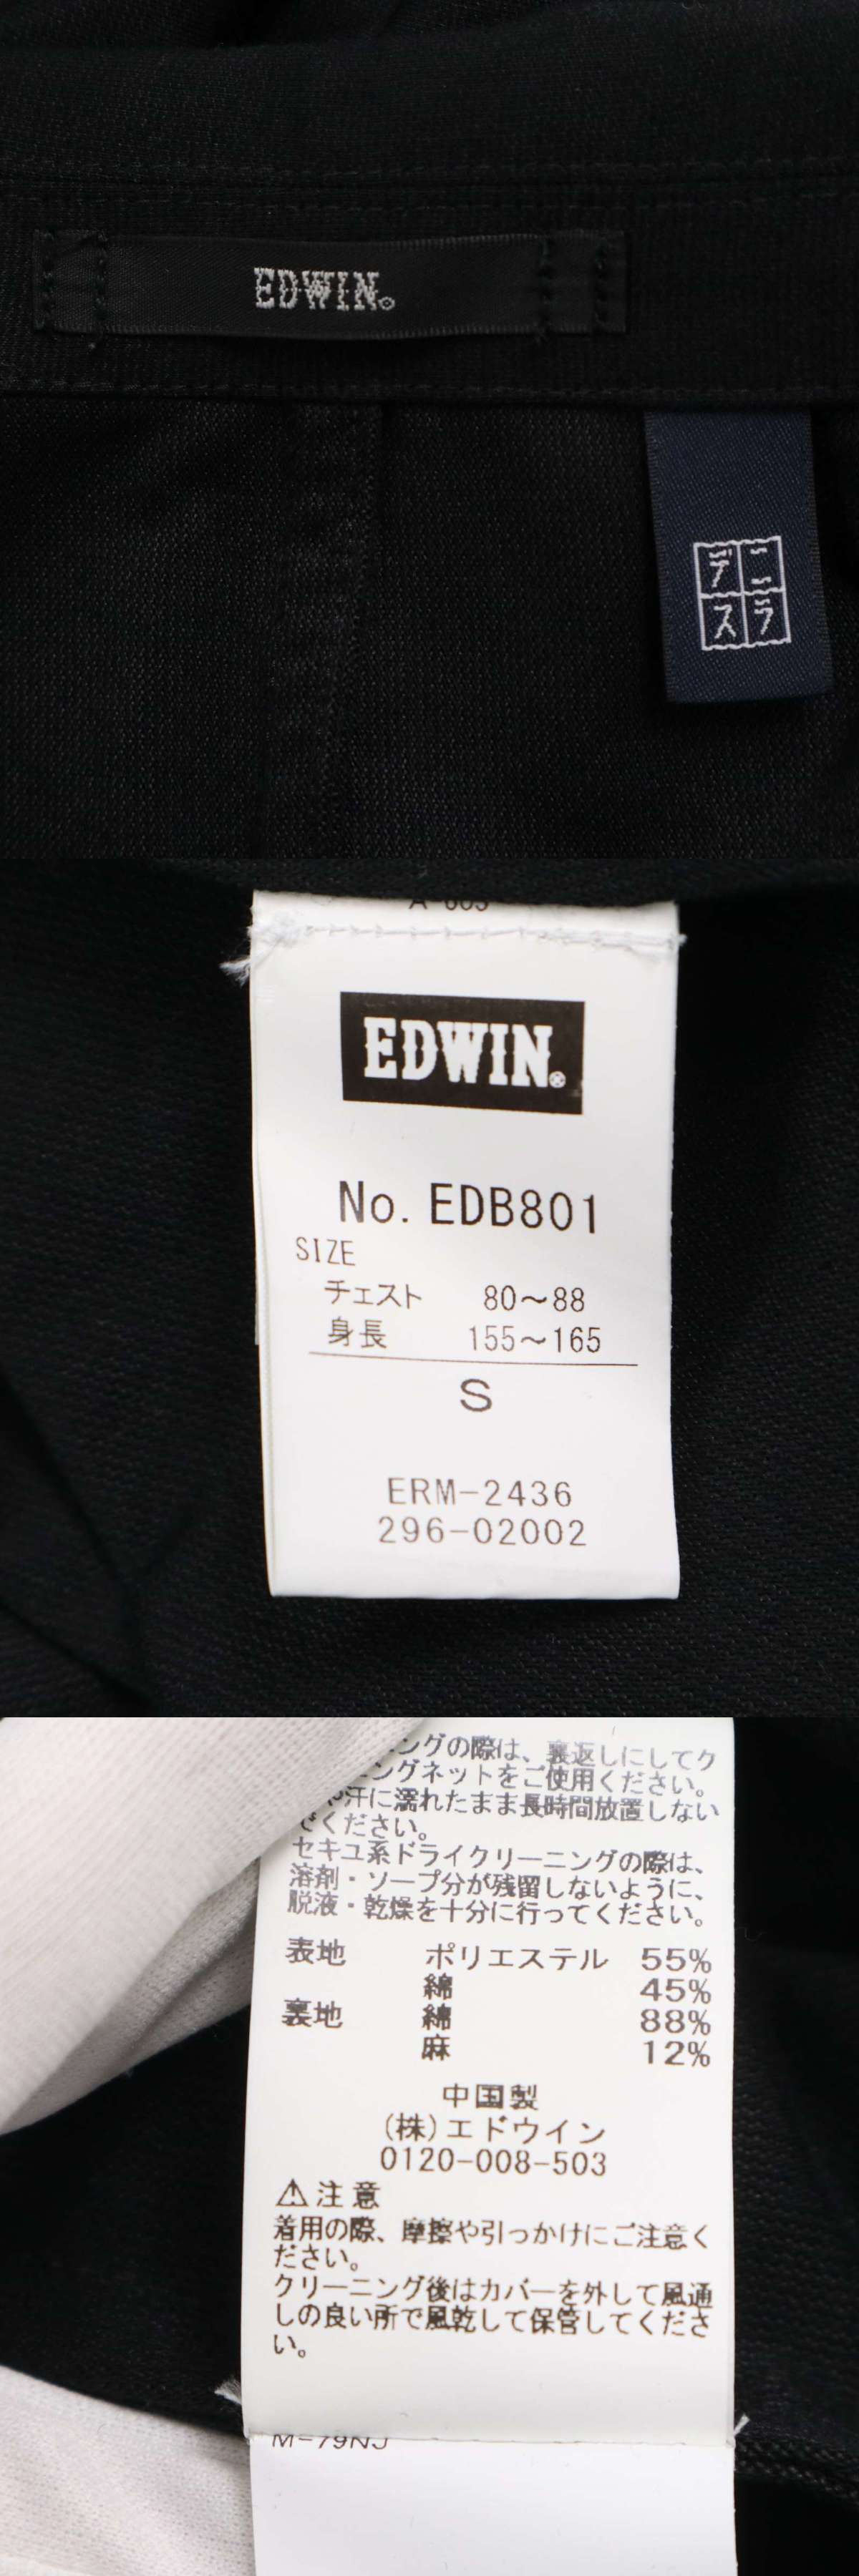 EDWIN®
デニ
スラ
EDWIN®
No. EDB801
SIZE
チェスト 80～88
身長 155～165
S
ERM-2436
296-02002
ングの際は、裏返しにしてク
ングネットをご使用ください。
や汗に濡れたまま長時間放置しない
でください。
セキユ系ドライクリーニングの際は、
溶剤・ソープ分が残留しないように、
脱液・乾燥を十分に行ってください。
表地 ポリエステル 55%
綿 45%
裏地 綿 88%
麻 12%
中国製
(株)エドウイン
0120-008-503
⚠注意
着用の際、摩擦や引っかけにご注意く
ださい。
クリーニング後はカバーを外して風通
しの良い所で風乾して保管してくださ
い。
M-79NJ